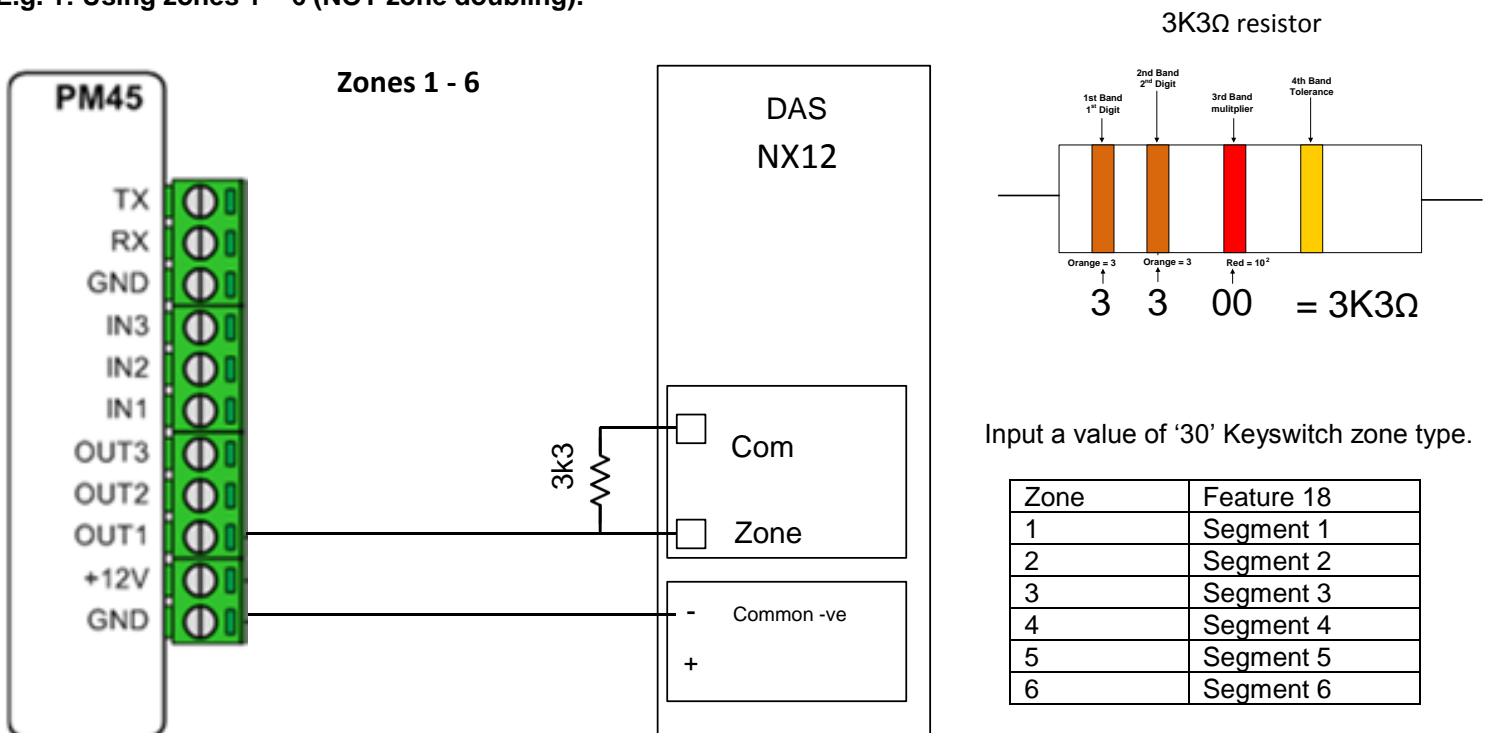 Using zones 1 – 6 (NOT zone doubling).
3K3Ω resistor
PM45
Zones 1 - 6
DAS
NX12
TX
RX
GND
IN3
IN2
IN1
OUT3
OUT2
OUT1
+12V
GND
3k3
Com
Zone
- Common -ve
+
1st Band
1st Digit
2nd Band
2nd Digit
3rd Band
mulitplier
4th Band
Tolerance
Orange = 3
Orange = 3
Red = 10²
3 3 00 = 3K3Ω
Input a value of ‘30’ Keyswitch zone type.
Zone Feature 18
1 Segment 1
2 Segment 2
3 Segment 3
4 Segment 4
5 Segment 5
6 Segment 6